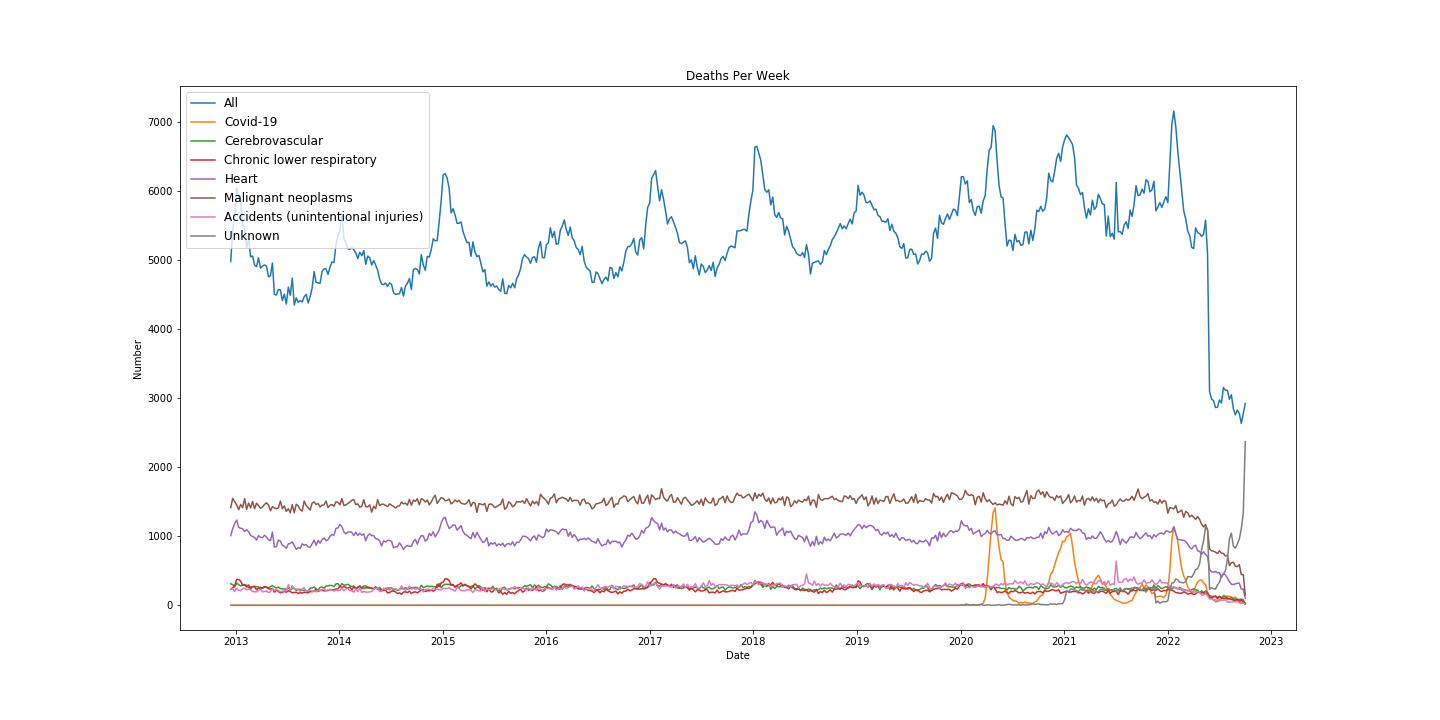 Deaths Per Week
All
Covid-19
Cerebrovascular
Chronic lower respiratory
Heart
Malignant neoplasms
Accidents (unintentional injuries)
Unknown
Number
7000
6000
5000
4000
3000
2000
1000
0
2013 2014 2015 2016 2017 2018 2019 2020 2021 2022 2023
Date